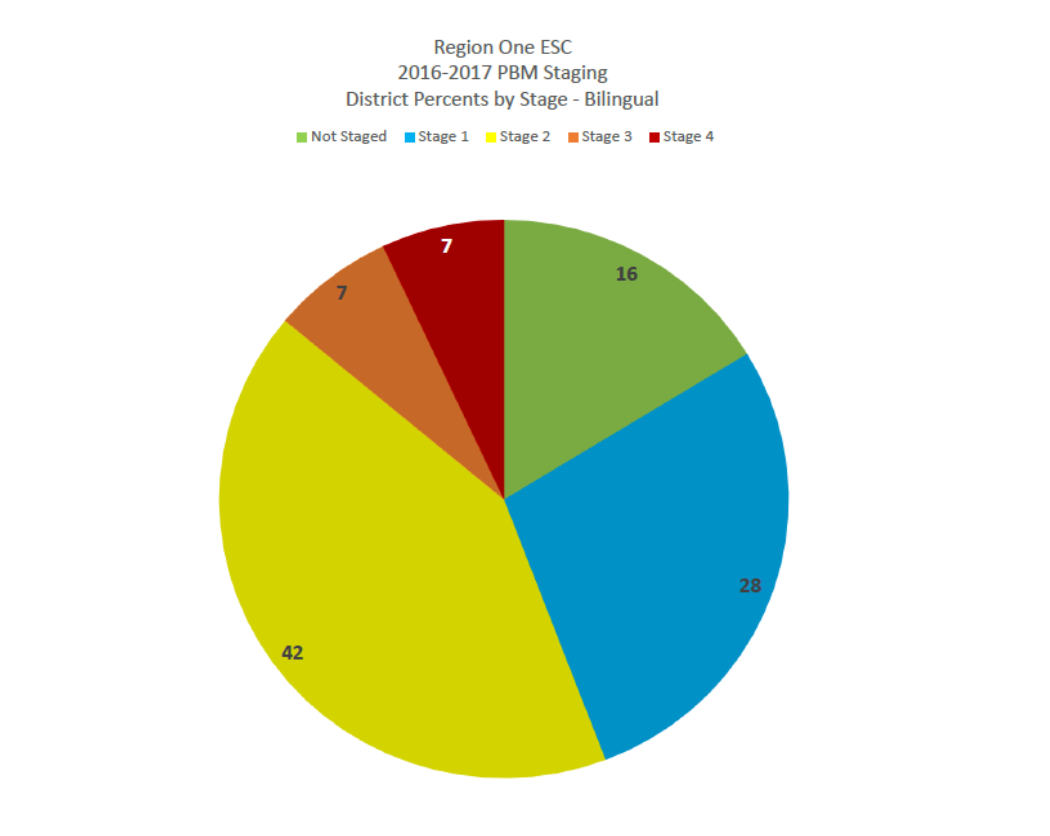 Region One ESC
2016-2017 PBM Staging
District Percents by Stage - Bilingual
Not Staged Stage 1 Stage 2 Stage 3 Stage 4
7
16
7
28
42